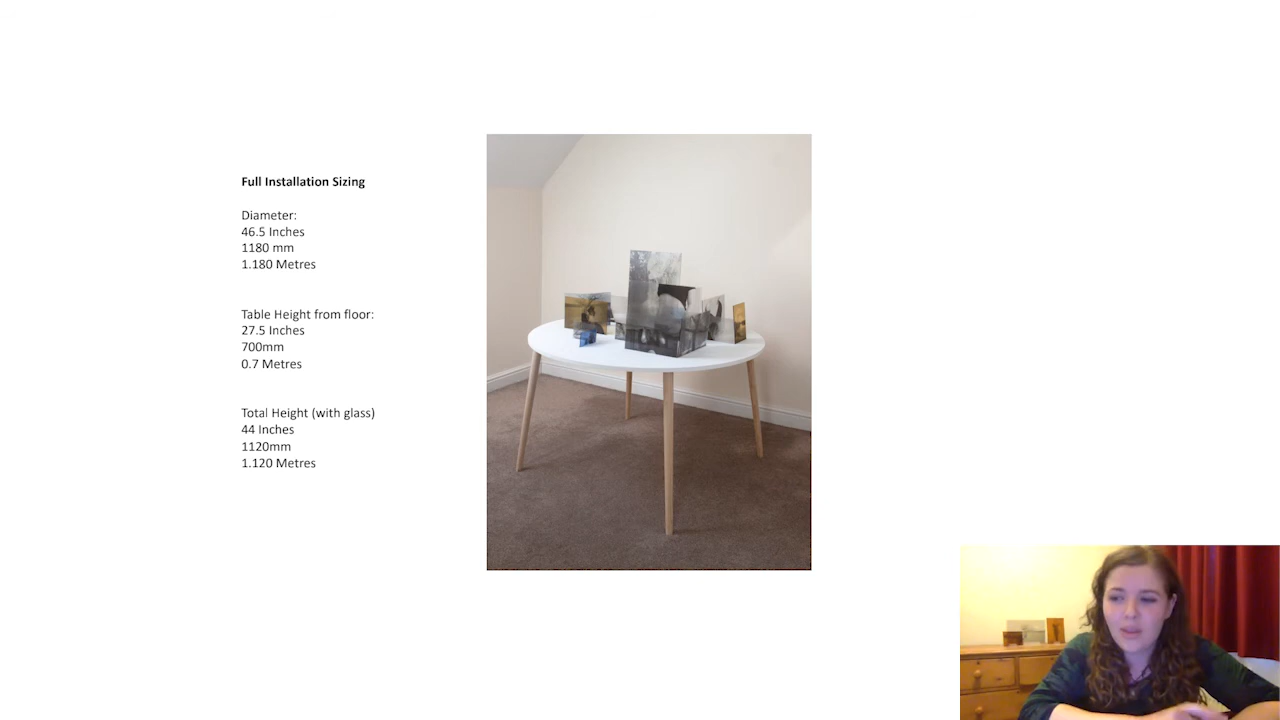 Full Installation Sizing
Diameter:
46.5 Inches
1180 mm
1.180 Metres
Table Height from floor:
27.5 Inches
700mm
0.7 Metres
Total Height (with glass)
44 Inches
1120mm
1.120 Metres